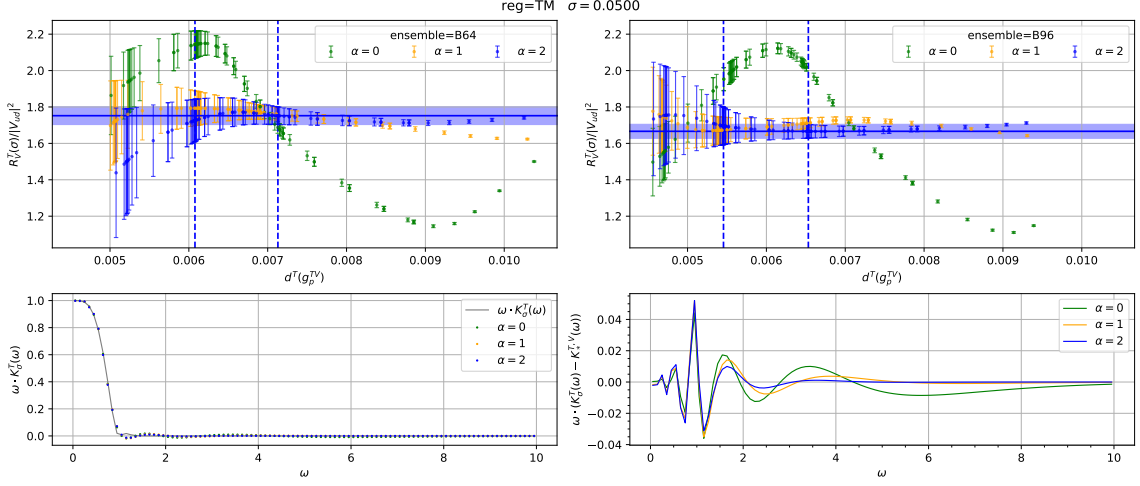 reg=TM σ = 0.0500
ensemble=B64
α = 0 α = 1 α = 2
2.2
2.0
1.8
1.6
1.4
1.2
R_V^T(σ)/|V_ud|^2
0.005 0.006 0.007 0.008 0.009 0.010
d^T(g_p^TV)
ensemble=B96
α = 0 α = 1 α = 2
2.2
2.0
1.8
1.6
1.4
1.2
R_V^T(σ)/|V_ud|^2
0.005 0.006 0.007 0.008 0.009 0.010
d^T(g_p^TV)
1.0
0.8
0.6
0.4
0.2
0.0
ω·K_σ^T(ω)
ω·K_σ^T(ω)
α = 0
α = 1
α = 2
0 2 4 6 8 10
ω
0.04
0.02
0.00
−0.02
−0.04
ω·(K_σ^T(ω) − K_*^{T,V}(ω))
α = 0
α = 1
α = 2
0 2 4 6 8 10
ω